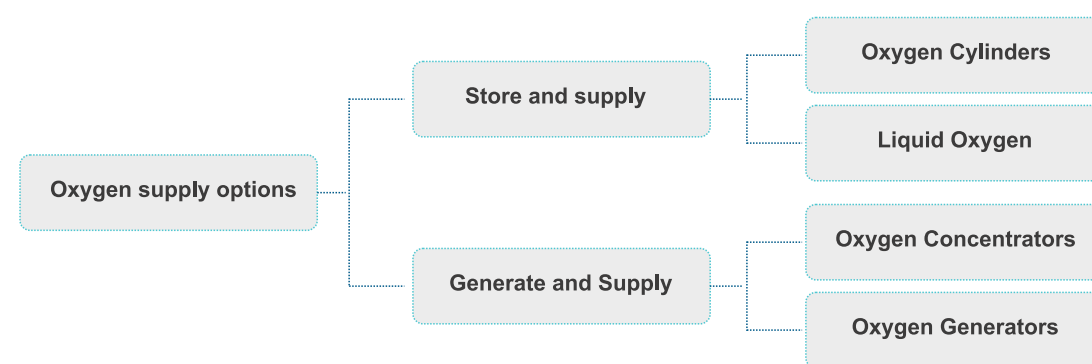 Oxygen supply options
Store and supply
Oxygen Cylinders
Liquid Oxygen
Generate and Supply
Oxygen Concentrators
Oxygen Generators